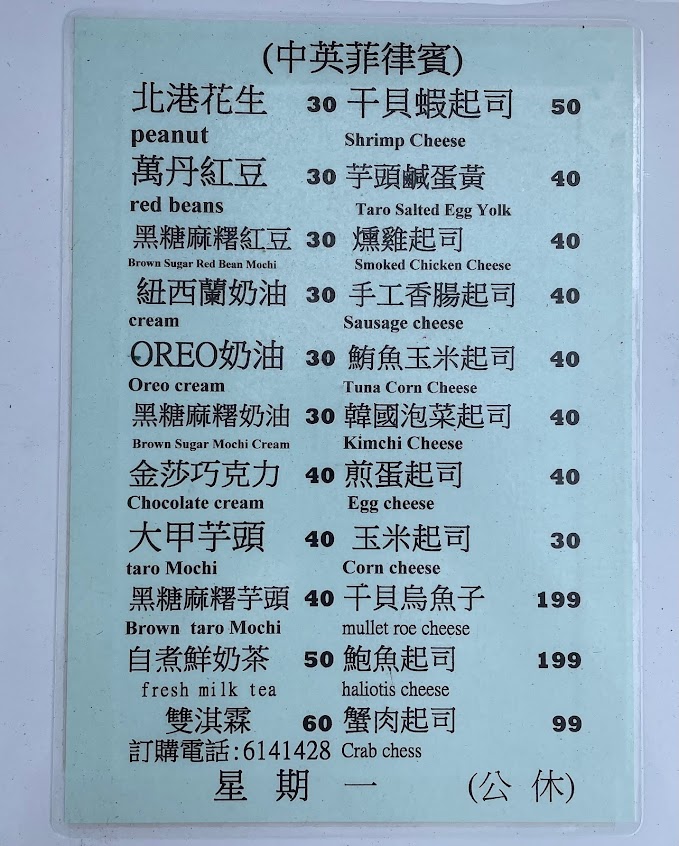 (中英菲律賓)
北港花生 30 干貝蝦起司 50
peanut Shrimp Cheese
萬丹紅豆 30 芋頭鹹蛋黃 40
red beans Taro Salted Egg Yolk
黑糖麻糬紅豆 30 燻雞起司 40
Brown Sugar Red Bean Mochi Smoked Chicken Cheese
紐西蘭奶油 30 手工香腸起司 40
cream Sausage cheese
OREO奶油 30 鮪魚玉米起司 40
Oreo cream Tuna Corn Cheese
黑糖麻糬奶油 30 韓國泡菜起司 40
Brown Sugar Mochi Cream Kimchi Cheese
金莎巧克力 40 煎蛋起司 40
Chocolate cream Egg cheese
大甲芋頭 40 玉米起司 30
taro Mochi Corn cheese
黑糖麻糬芋頭 40 干貝烏魚子 199
Brown taro Mochi mullet roe cheese
自煮鮮奶茶 50 鮑魚起司 199
fresh milk tea haliotis cheese
雙淇霖 60 蟹肉起司 99
訂購電話:6141428 Crab chess
星期一 (公休)